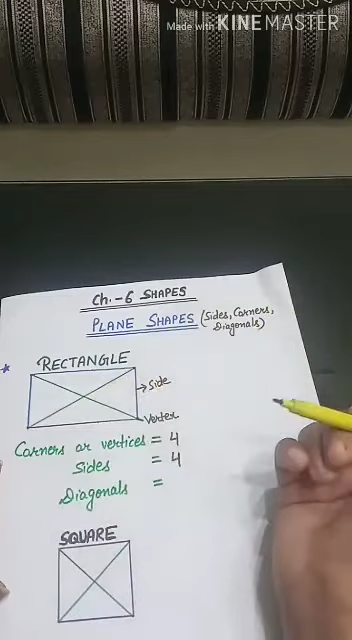 Made with KINEMASTER
Ch.-6 SHAPES
PLANE SHAPES (Sides, Corners,
Diagonals)
* RECTANGLE
Side
Vertex
Corners or vertices = 4
Sides = 4
Diagonals =
SQUARE